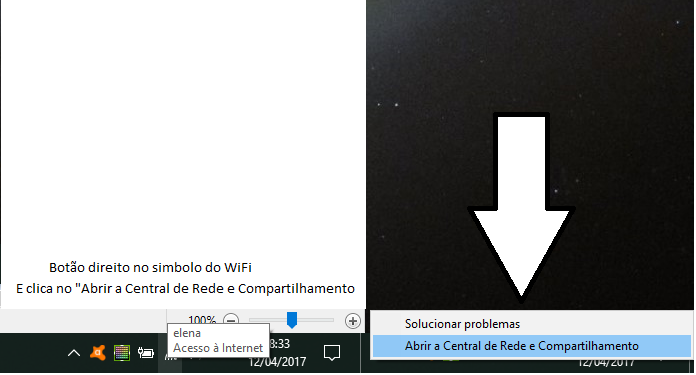 Botão direito no simbolo do WiFi
E clica no "Abrir a Central de Rede e Compartilhamento
100%
elena
Acesso à Internet
8:33
12/04/2017
Solucionar problemas
Abrir a Central de Rede e Compartilhamento
12/04/2017